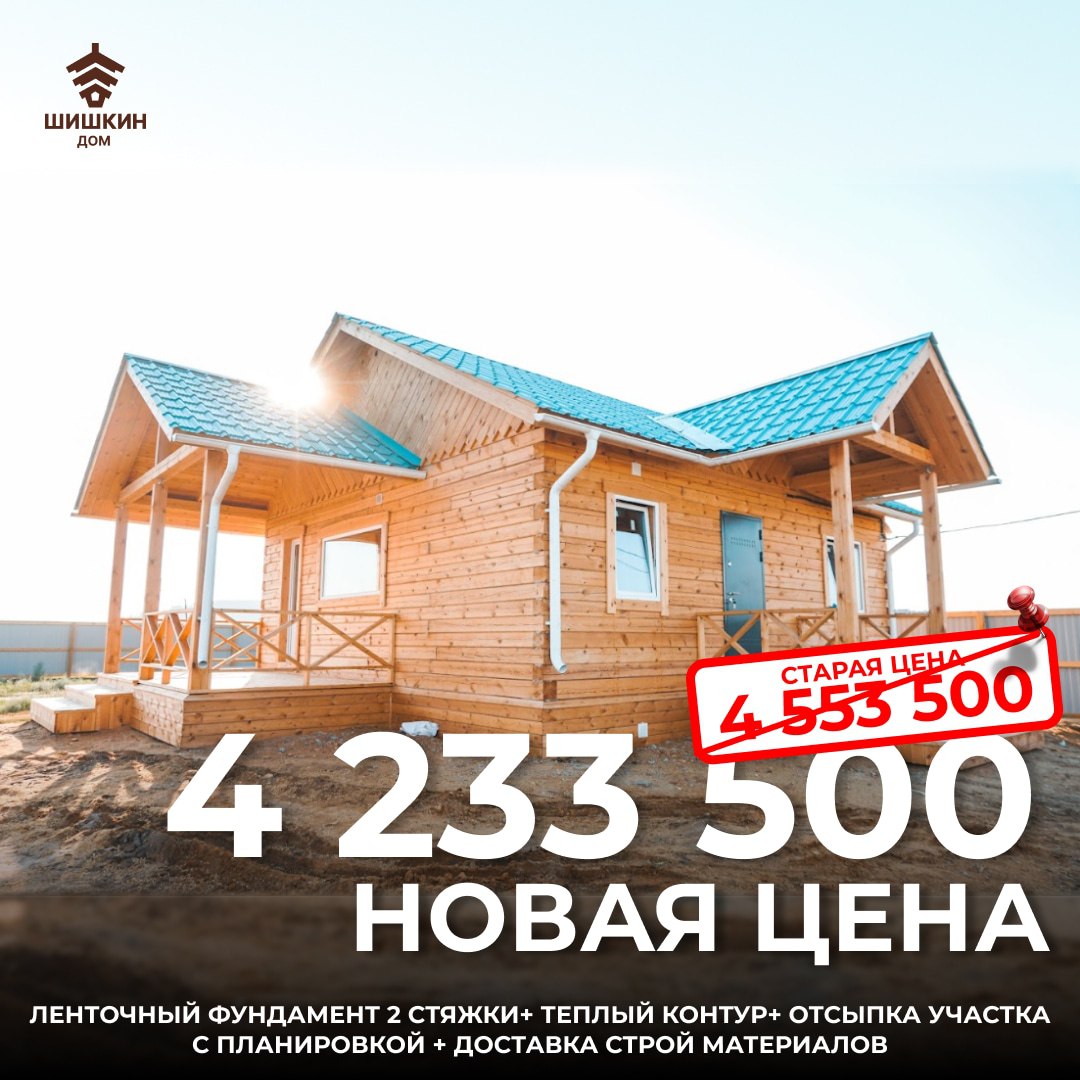 ШИШКИН
ДОМ
СТАРАЯ ЦЕНА
4 553 500
4 233 500
НОВАЯ ЦЕНА
ЛЕНТОЧНЫЙ ФУНДАМЕНТ 2 СТЯЖКИ+ ТЕПЛЫЙ КОНТУР+ ОТСЫПКА УЧАСТКА
С ПЛАНИРОВКОЙ + ДОСТАВКА СТРОЙ МАТЕРИАЛОВ